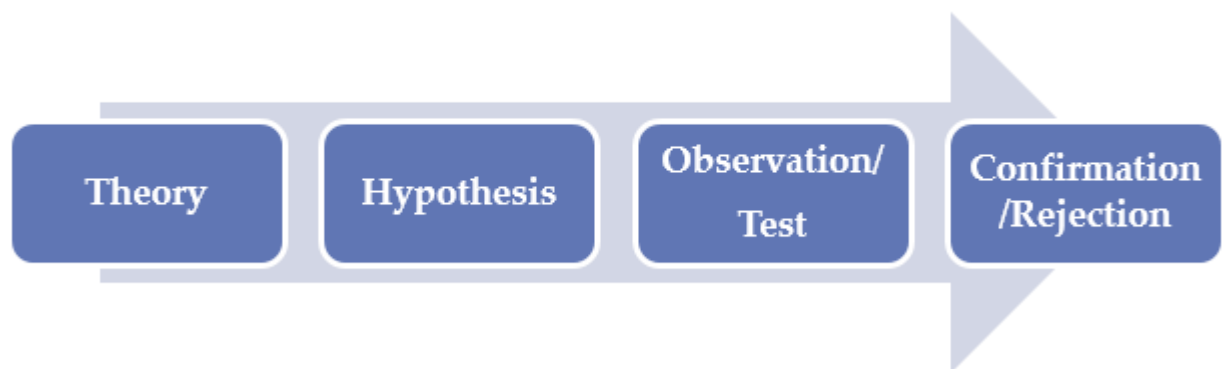 Theory
Hypothesis
Observation/
Test
Confirmation
/Rejection